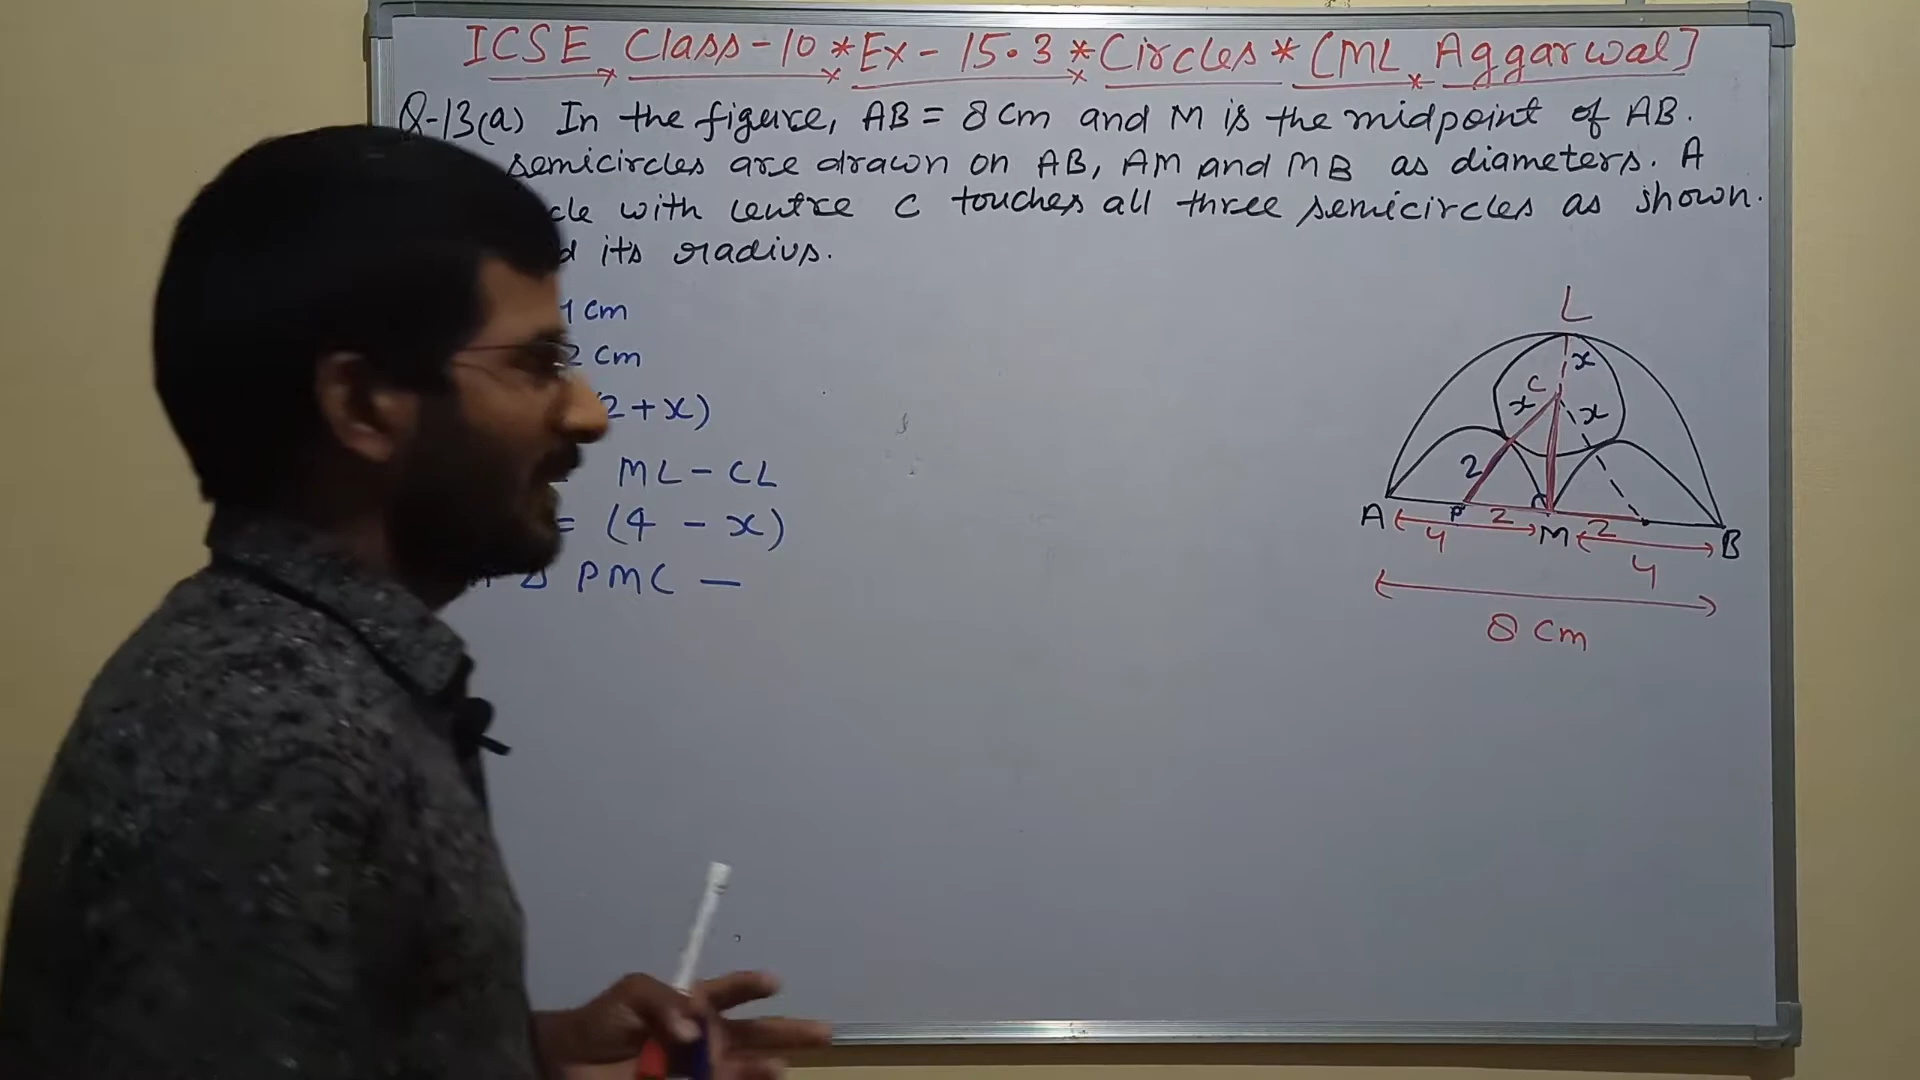 ICSE Class-10 * Ex-15.3 * Circles * [ML Aggarwal]
Q-13(a) In the figure, AB = 8 cm and M is the midpoint of AB.
semicircles are drawn on AB, AM and MB as diameters. A
cle with centre C touches all three semicircles as shown.
d its radius.
cm
2 cm
(2+x)
ML - CL
= (4 - x)
Δ PMC —
L
x
C
x
x
2
A
P
2
M
2
B
4
4
8 cm